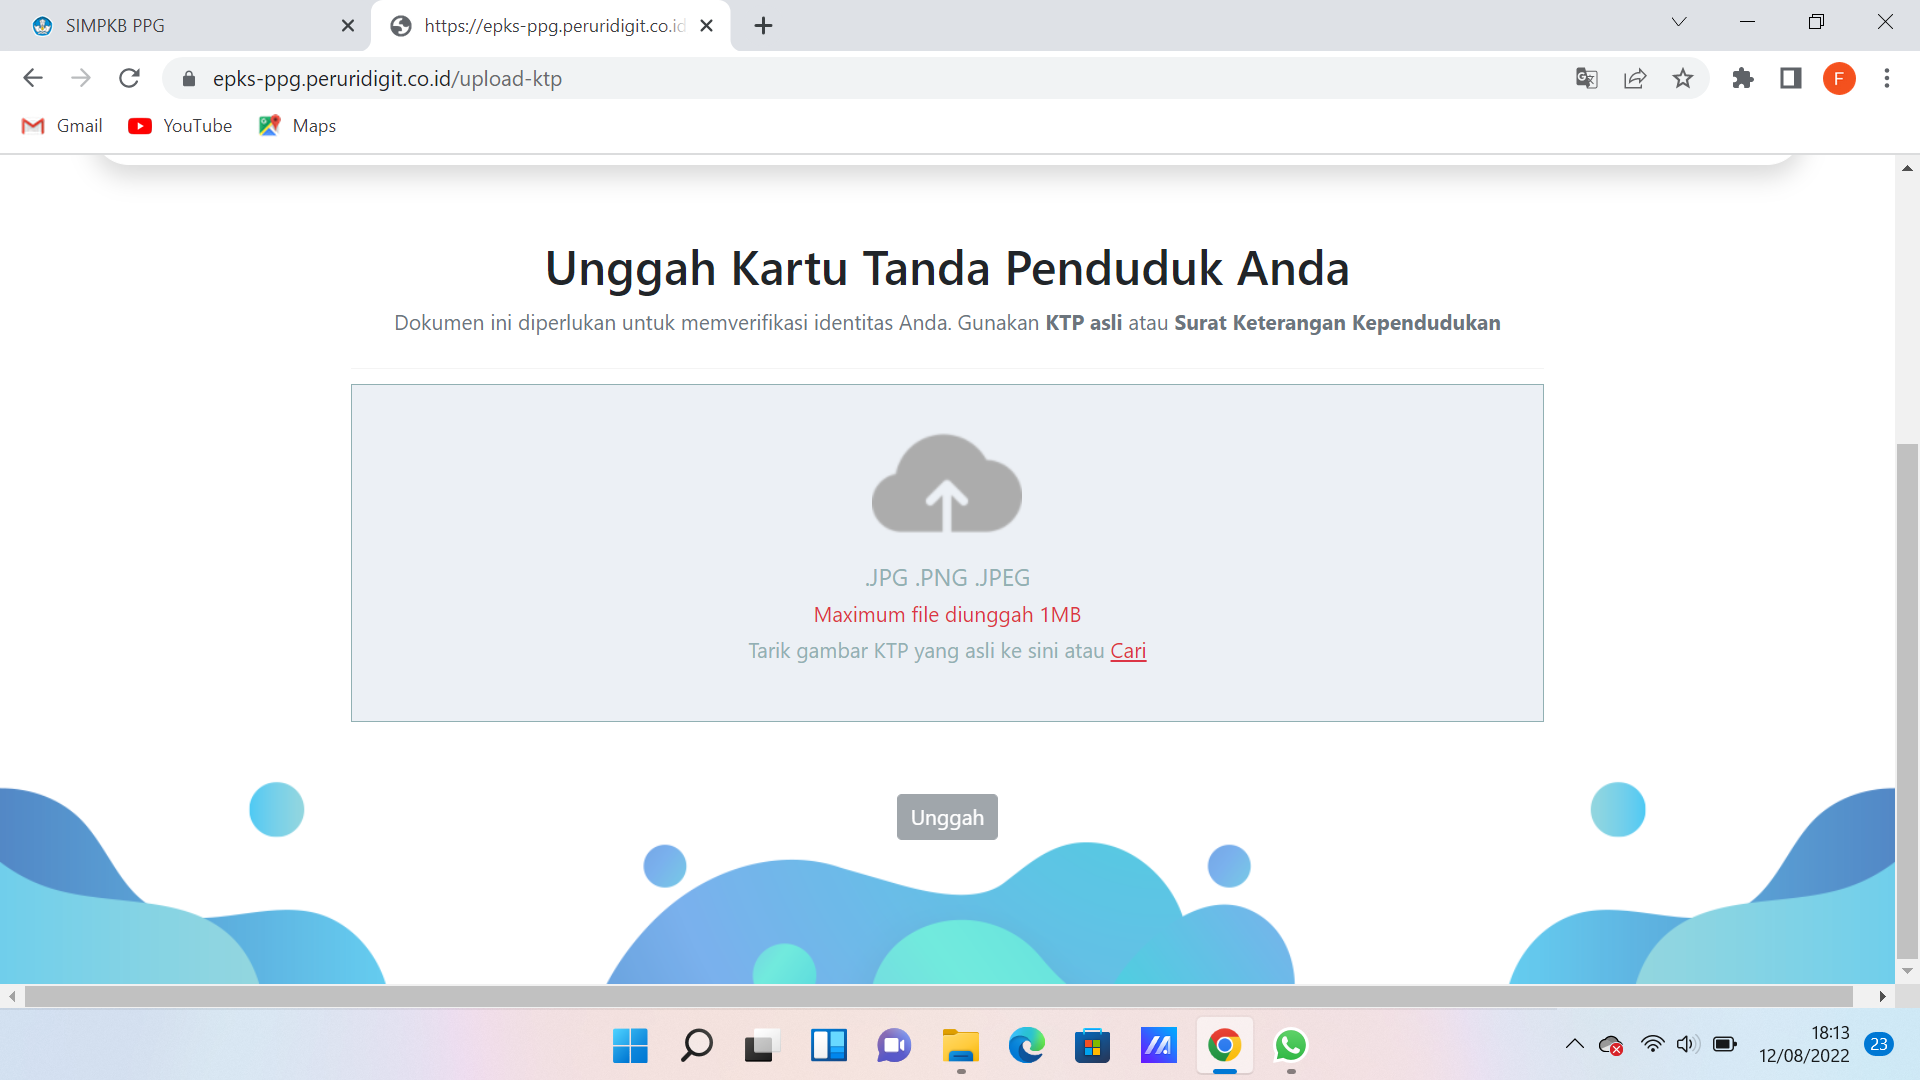 SIMPKB PPG
https://epks-ppg.peruridigit.co.id
epks-ppg.peruridigit.co.id/upload-ktp
F
Gmail
YouTube
Maps
Unggah Kartu Tanda Penduduk Anda
Dokumen ini diperlukan untuk memverifikasi identitas Anda. Gunakan KTP asli atau Surat Keterangan Kependudukan
.JPG .PNG .JPEG
Maximum file diunggah 1MB
Tarik gambar KTP yang asli ke sini atau Cari
Unggah
18:13
12/08/2022
23